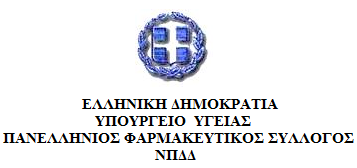 ΕΛΛΗΝΙΚΗ ΔΗΜΟΚΡΑΤΙΑ
ΥΠΟΥΡΓΕΙΟ ΥΓΕΙΑΣ
ΠΑΝΕΛΛΗΝΙΟΣ ΦΑΡΜΑΚΕΥΤΙΚΟΣ ΣΥΛΛΟΓΟΣ
ΝΠΔΔ